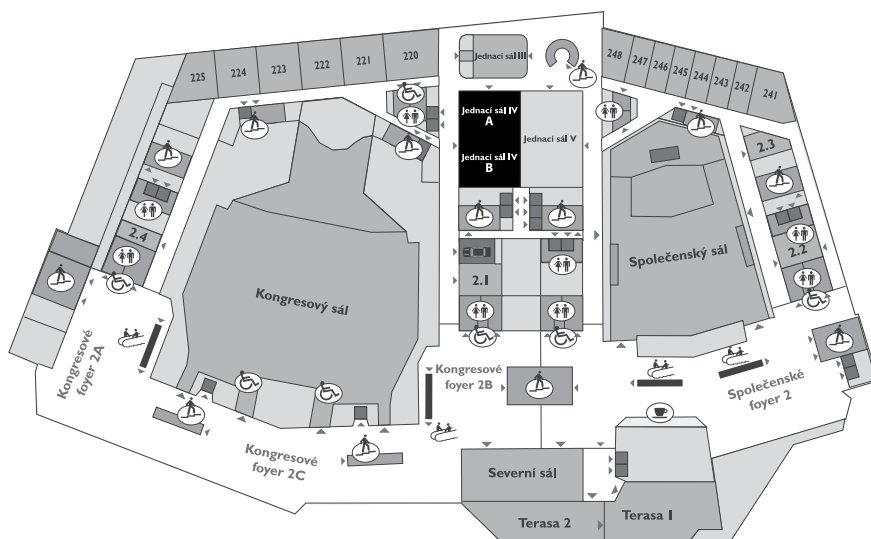 220
221
222
223
224
225
Jednací sál III
248
247
246
245
244
243
242
241
Jednací sál IV
A
Jednací sál IV
B
Jednací sál V
2.3
2.4
2.2
2.1
Kongresový sál
Společenský sál
Kongresové
foyer 2A
Kongresové
foyer 2B
Společenské
foyer 2
Kongresové
foyer 2C
Severní sál
Terasa 2
Terasa 1